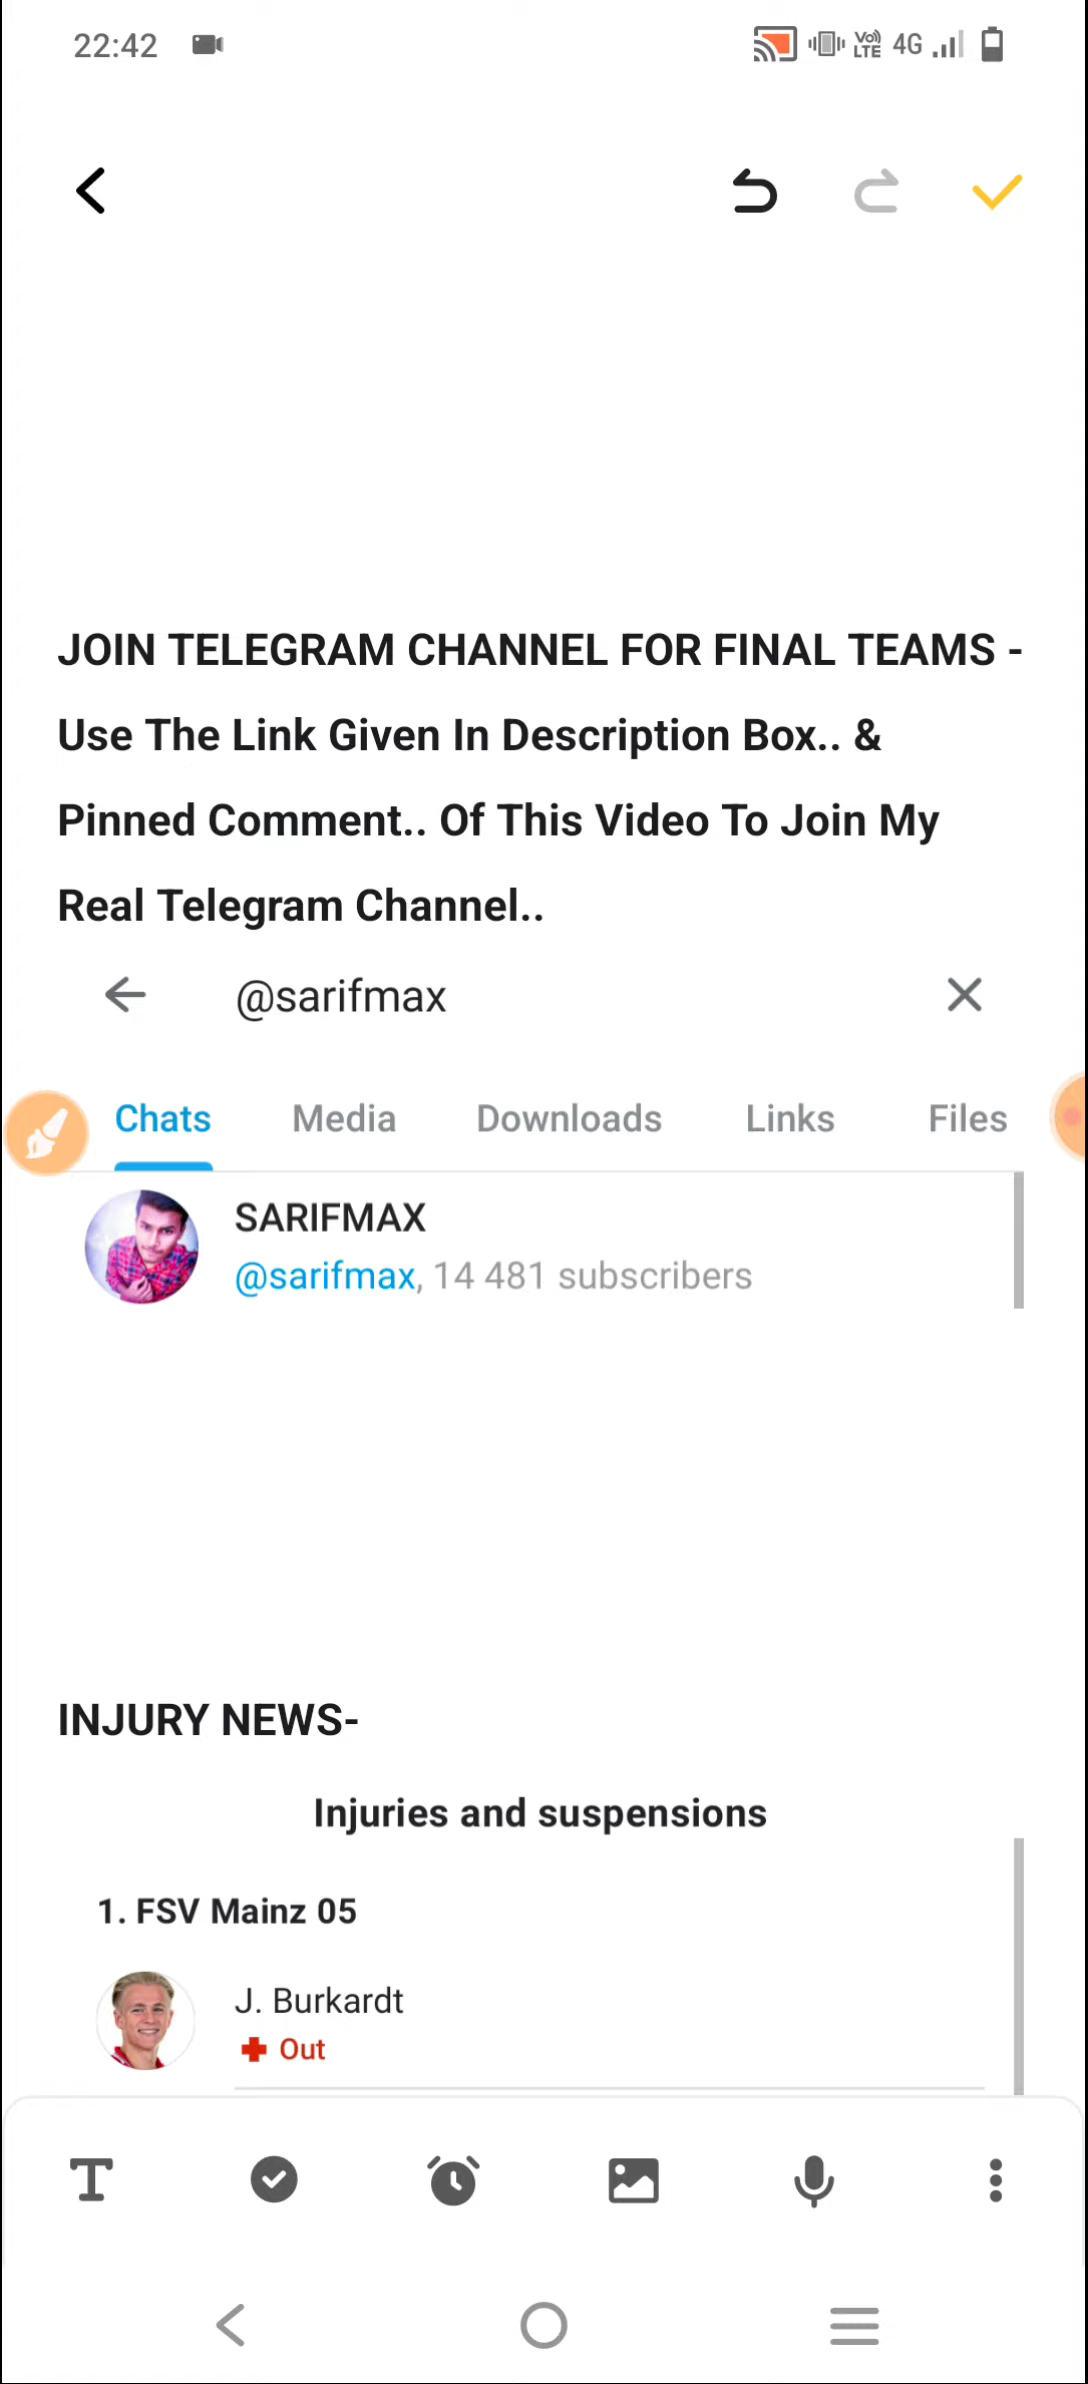 22:42
Vo)
LTE
4G
JOIN TELEGRAM CHANNEL FOR FINAL TEAMS -
Use The Link Given In Description Box.. &
Pinned Comment.. Of This Video To Join My
Real Telegram Channel..
@sarifmax
Chats Media Downloads Links Files
SARIFMAX
@sarifmax, 14 481 subscribers
INJURY NEWS-
Injuries and suspensions
1. FSV Mainz 05
J. Burkardt
Out